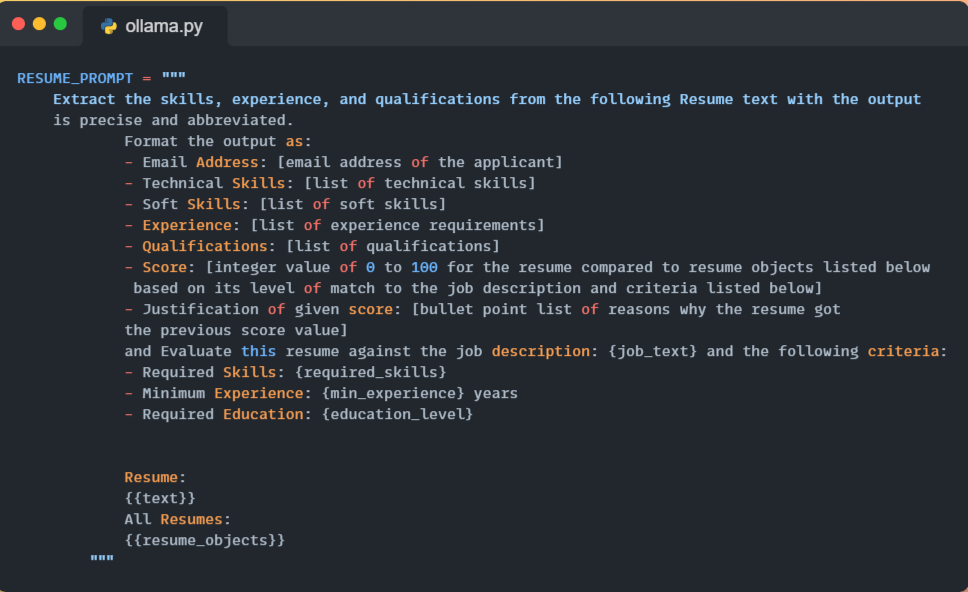 ollama.py
RESUME_PROMPT = """
Extract the skills, experience, and qualifications from the following Resume text with the output
is precise and abbreviated.
Format the output as:
- Email Address: [email address of the applicant]
- Technical Skills: [list of technical skills]
- Soft Skills: [list of soft skills]
- Experience: [list of experience requirements]
- Qualifications: [list of qualifications]
- Score: [integer value of 0 to 100 for the resume compared to resume objects listed below
based on its level of match to the job description and criteria listed below]
- Justification of given score: [bullet point list of reasons why the resume got
the previous score value]
and Evaluate this resume against the job description: {job_text} and the following criteria:
- Required Skills: {required_skills}
- Minimum Experience: {min_experience} years
- Required Education: {education_level}
Resume:
{{text}}
All Resumes:
{{resume_objects}}
"""